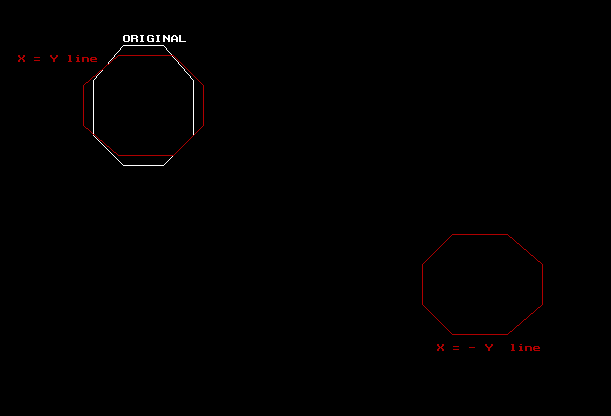 ORIGINAL
X = Y line
X = - Y line